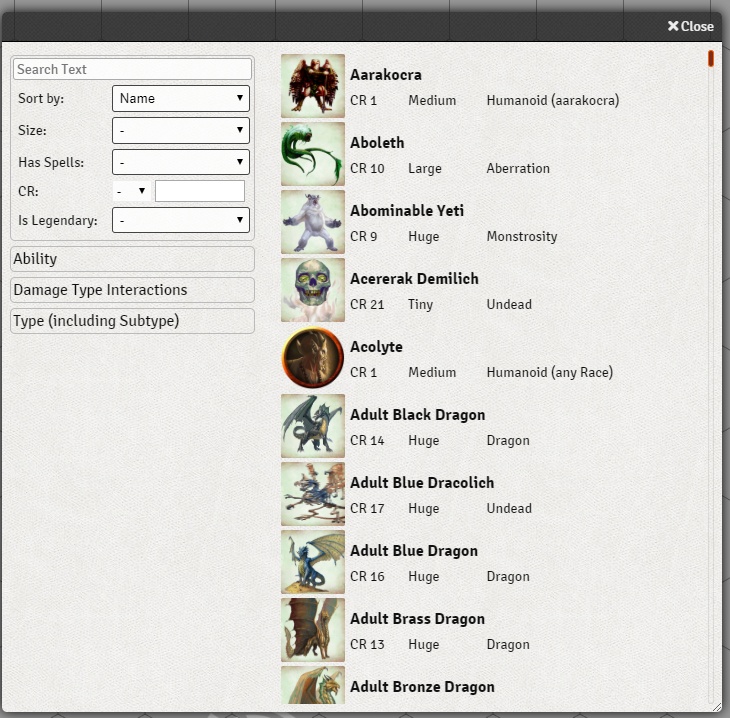 ✖ Close
Search Text
Sort by: Name
Size: -
Has Spells: -
CR: -
Is Legendary: -
Ability
Damage Type Interactions
Type (including Subtype)
Aarakocra
CR 1 Medium Humanoid (aarakocra)
Aboleth
CR 10 Large Aberration
Abominable Yeti
CR 9 Huge Monstrosity
Acererak Demilich
CR 21 Tiny Undead
Acolyte
CR 1 Medium Humanoid (any Race)
Adult Black Dragon
CR 14 Huge Dragon
Adult Blue Dracolich
CR 17 Huge Undead
Adult Blue Dragon
CR 16 Huge Dragon
Adult Brass Dragon
CR 13 Huge Dragon
Adult Bronze Dragon